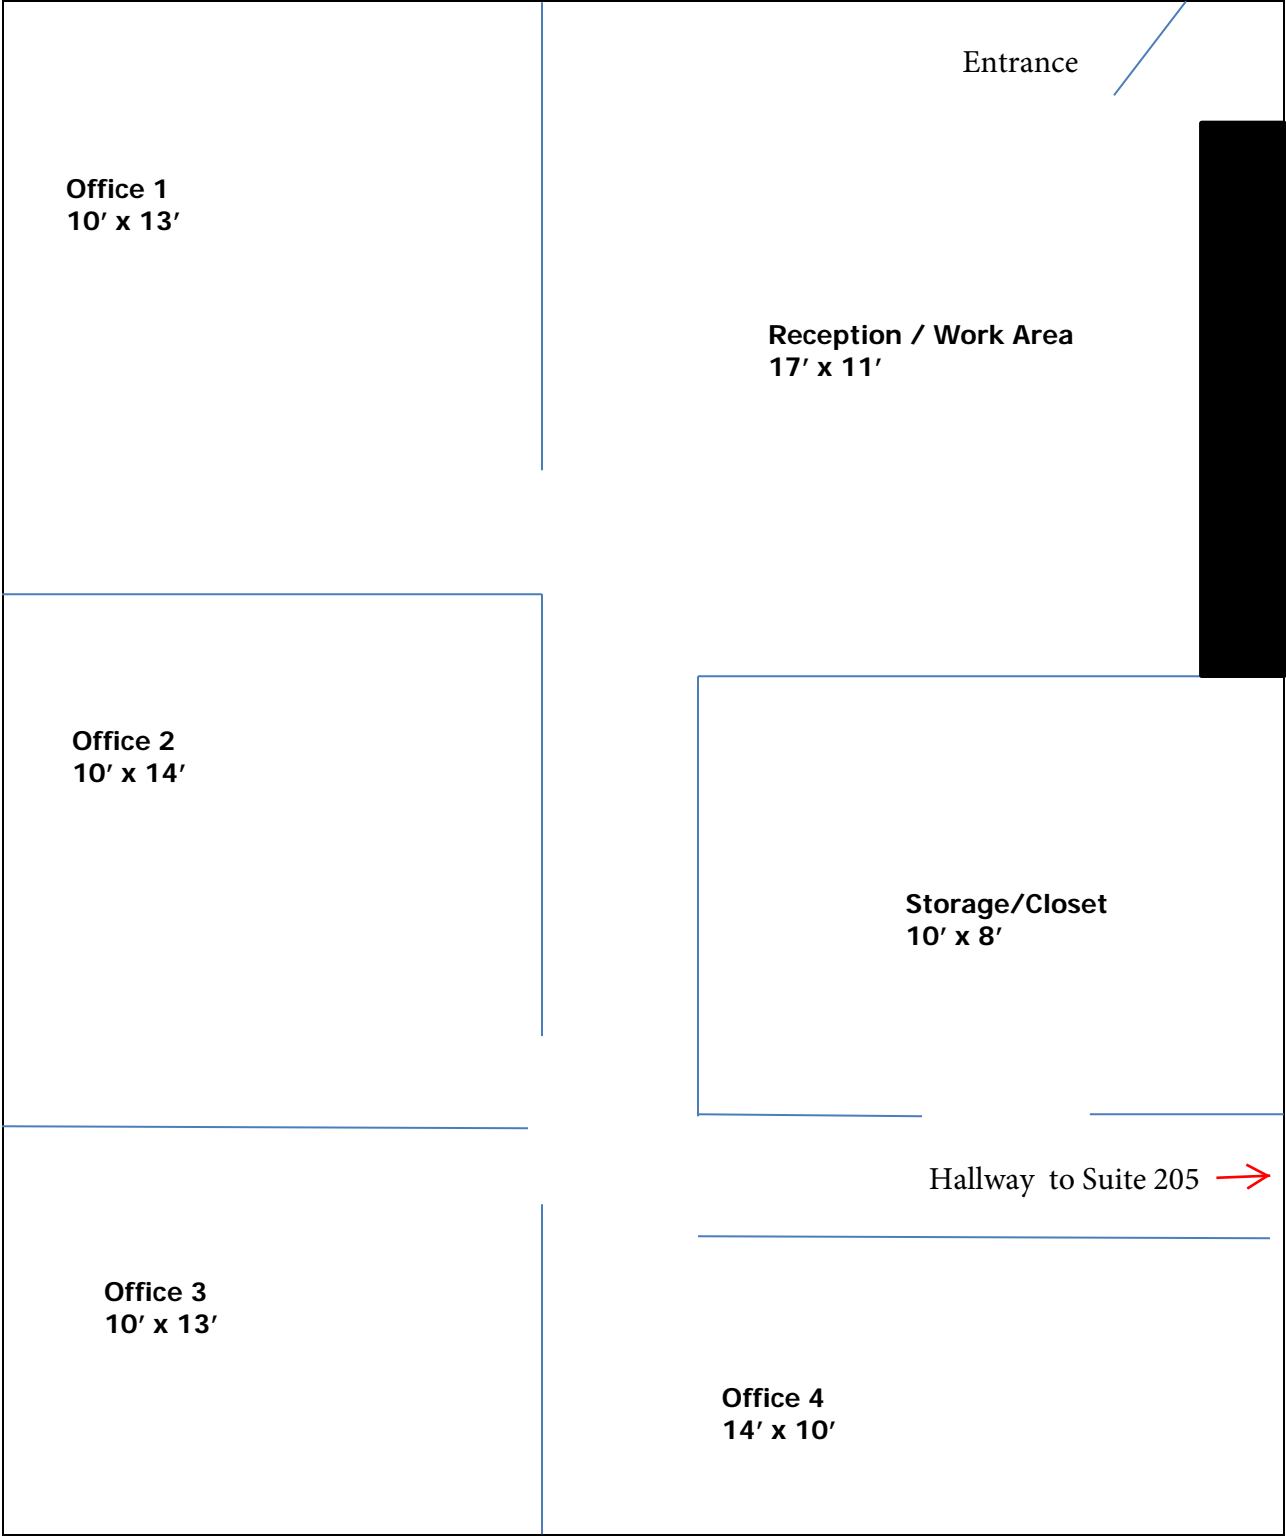 Entrance
Office 1
10’ x 13’
Reception / Work Area
17’ x 11’
Office 2
10’ x 14’
Storage/Closet
10’ x 8’
Hallway  to Suite 205
Office 3
10’ x 13’
Office 4
14’ x 10’